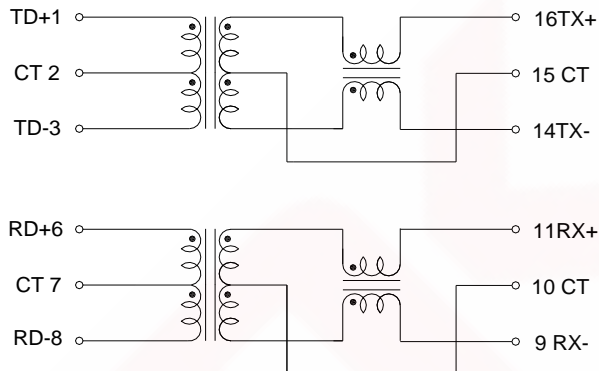 TD+1
16TX+
CT 2
15 CT
TD-3
14TX-
RD+6
11RX+
CT 7
10 CT
RD-8
9 RX-